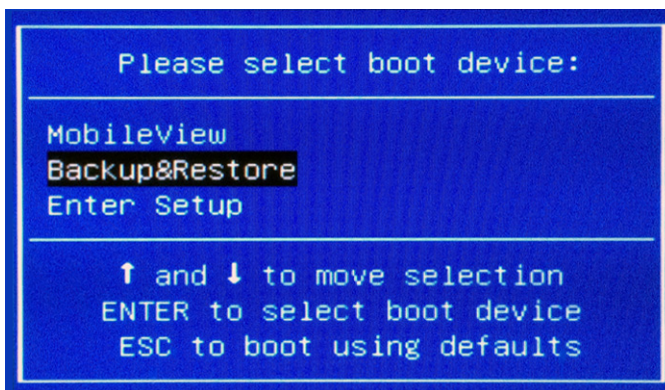 Please select boot device:
MobileView
Backup&Restore
Enter Setup
↑ and ↓ to move selection
ENTER to select boot device
ESC to boot using defaults